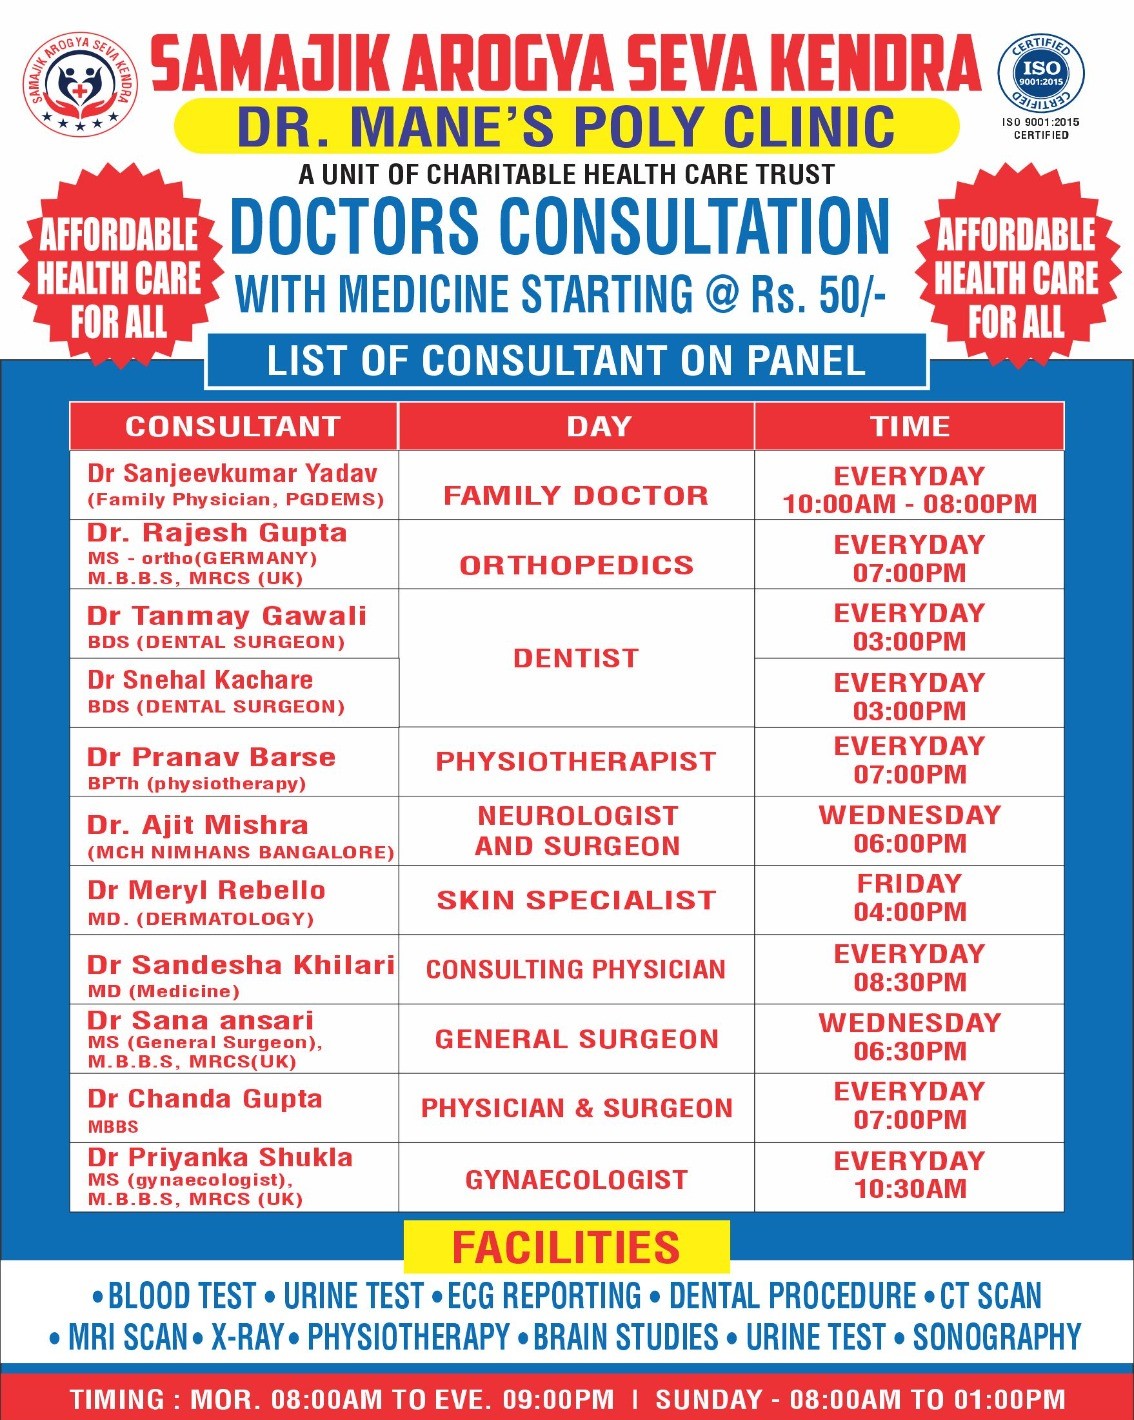 SAMAJIK AROGYA SEVA KENDRA
SAMAJIK AROGYA SEVA KENDRA
CERTIFIED
ISO
9001:2015
CERTIFIED
ISO 9001:2015
CERTIFIED
DR. MANE'S POLY CLINIC
A UNIT OF CHARITABLE HEALTH CARE TRUST
AFFORDABLE
HEALTH CARE
FOR ALL
DOCTORS CONSULTATION
WITH MEDICINE STARTING @ Rs. 50/-
AFFORDABLE
HEALTH CARE
FOR ALL
LIST OF CONSULTANT ON PANEL
CONSULTANT DAY TIME
Dr Sanjeevkumar Yadav
(Family Physician, PGDEMS)
FAMILY DOCTOR
EVERYDAY
10:00AM - 08:00PM
Dr. Rajesh Gupta
MS - ortho(GERMANY)
M.B.B.S, MRCS (UK)
ORTHOPEDICS
EVERYDAY
07:00PM
Dr Tanmay Gawali
BDS (DENTAL SURGEON)
DENTIST
EVERYDAY
03:00PM
Dr Snehal Kachare
BDS (DENTAL SURGEON)
EVERYDAY
03:00PM
Dr Pranav Barse
BPTh (physiotherapy)
PHYSIOTHERAPIST
EVERYDAY
07:00PM
Dr. Ajit Mishra
(MCH NIMHANS BANGALORE)
NEUROLOGIST
AND SURGEON
WEDNESDAY
06:00PM
Dr Meryl Rebello
MD. (DERMATOLOGY)
SKIN SPECIALIST
FRIDAY
04:00PM
Dr Sandesha Khilari
MD (Medicine)
CONSULTING PHYSICIAN
EVERYDAY
08:30PM
Dr Sana ansari
MS (General Surgeon),
M.B.B.S, MRCS(UK)
GENERAL SURGEON
WEDNESDAY
06:30PM
Dr Chanda Gupta
MBBS
PHYSICIAN & SURGEON
EVERYDAY
07:00PM
Dr Priyanka Shukla
MS (gynaecologist),
M.B.B.S, MRCS (UK)
GYNAECOLOGIST
EVERYDAY
10:30AM
FACILITIES
• BLOOD TEST • URINE TEST • ECG REPORTING • DENTAL PROCEDURE • CT SCAN
• MRI SCAN • X-RAY • PHYSIOTHERAPY • BRAIN STUDIES • URINE TEST • SONOGRAPHY
TIMING : MOR. 08:00AM TO EVE. 09:00PM | SUNDAY - 08:00AM TO 01:00PM